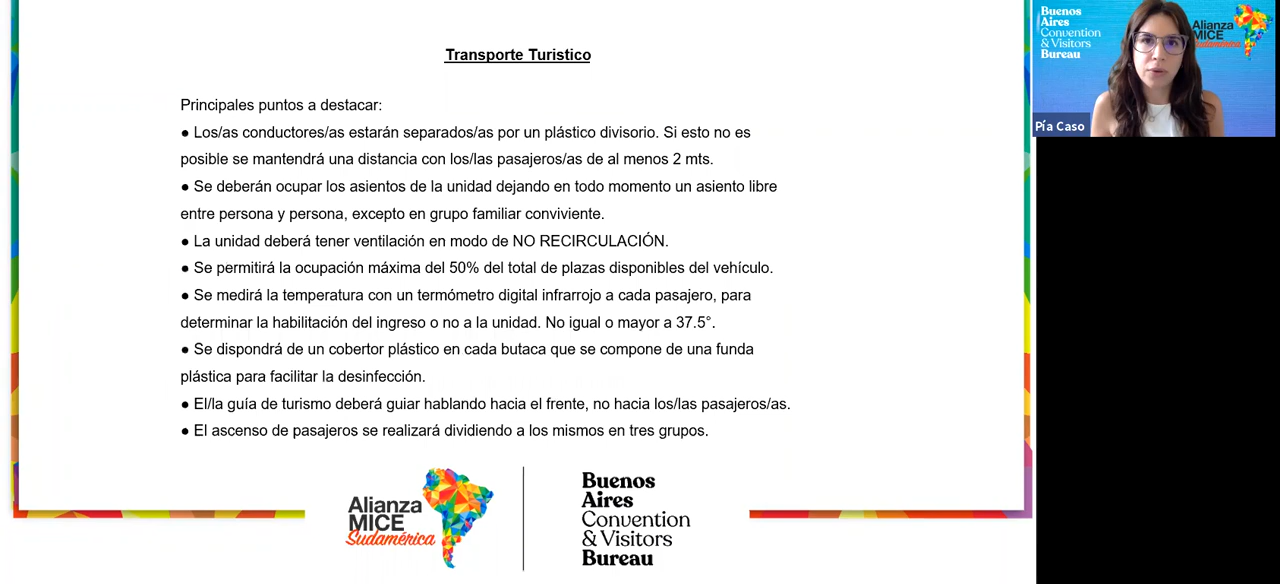 Transporte Turistico
Principales puntos a destacar:
● Los/as conductores/as estarán separados/as por un plástico divisorio. Si esto no es
posible se mantendrá una distancia con los/las pasajeros/as de al menos 2 mts.
● Se deberán ocupar los asientos de la unidad dejando en todo momento un asiento libre
entre persona y persona, excepto en grupo familiar conviviente.
● La unidad deberá tener ventilación en modo de NO RECIRCULACIÓN.
● Se permitirá la ocupación máxima del 50% del total de plazas disponibles del vehículo.
● Se medirá la temperatura con un termómetro digital infrarrojo a cada pasajero, para
determinar la habilitación del ingreso o no a la unidad. No igual o mayor a 37.5°.
● Se dispondrá de un cobertor plástico en cada butaca que se compone de una funda
plástica para facilitar la desinfección.
● El/la guía de turismo deberá guiar hablando hacia el frente, no hacia los/las pasajeros/as.
● El ascenso de pasajeros se realizará dividiendo a los mismos en tres grupos.
Alianza
MICE
Sudamérica
Buenos
Aires
Convention
& Visitors
Bureau
Buenos
Aires
Convention
& Visitors
Bureau
Alianza
MICE
Sudamérica
Pía Caso